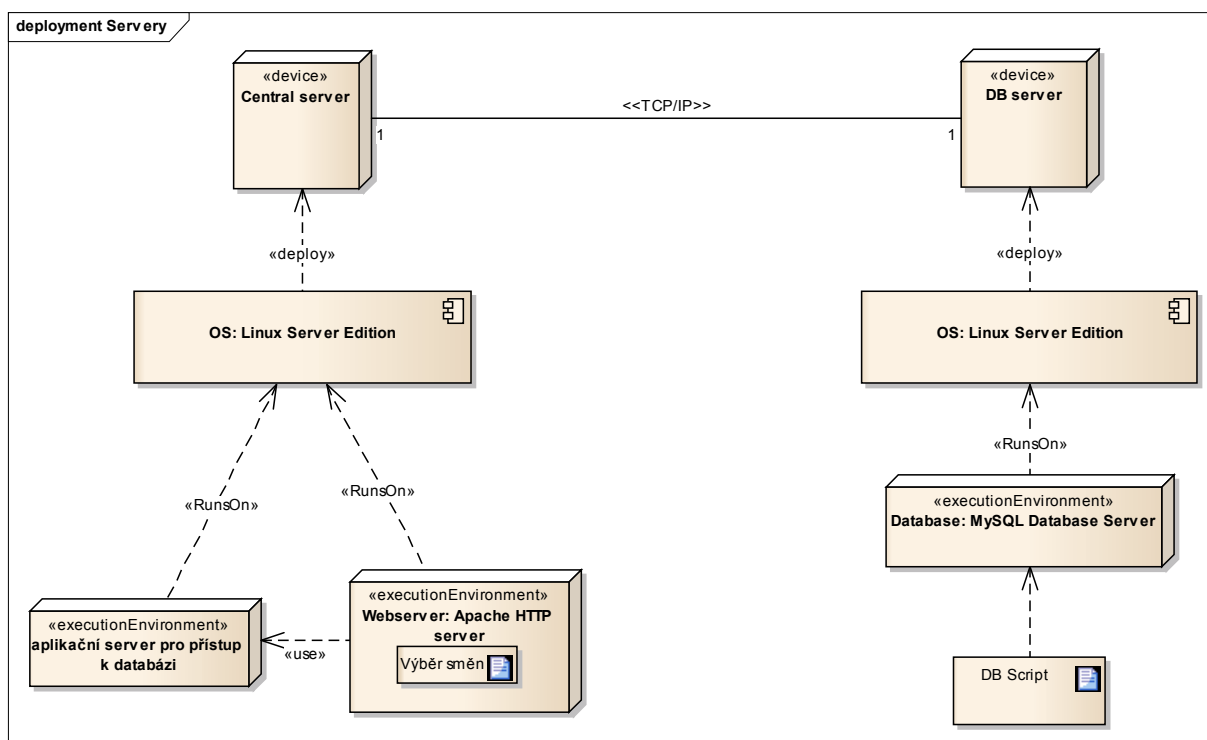 deployment Servery
«device»
Central server
«device»
DB server
<<TCP/IP>>
1
1
«deploy»
«deploy»
OS: Linux Server Edition
OS: Linux Server Edition
«RunsOn»
«RunsOn»
«RunsOn»
«executionEnvironment»
Database: MySQL Database Server
«executionEnvironment»
aplikační server pro přístup
k databázi
«use»
«executionEnvironment»
Webserver: Apache HTTP
server
Výběr směn
DB Script